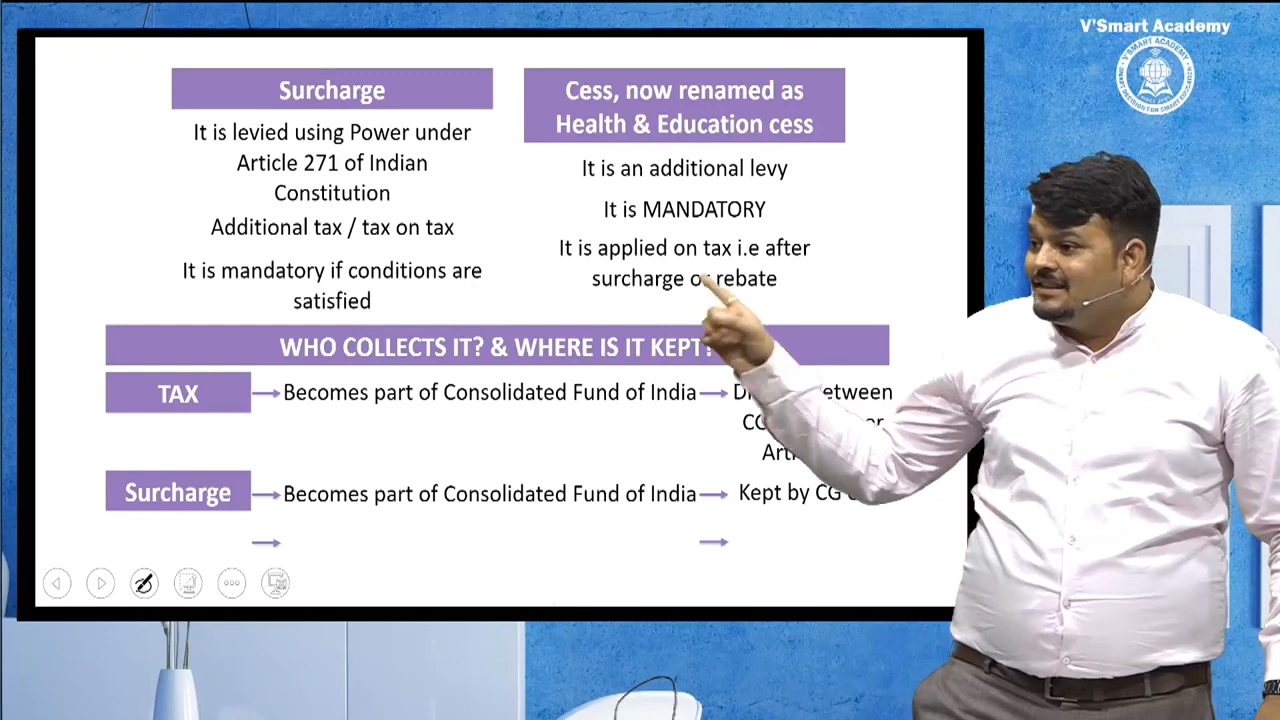 V'Smart Academy
V'SMART ACADEMY
Surcharge
It is levied using Power under
Article 271 of Indian
Constitution
Additional tax / tax on tax
It is mandatory if conditions are
satisfied
Cess, now renamed as
Health & Education cess
It is an additional levy
It is MANDATORY
It is applied on tax i.e after
surcharge or rebate
WHO COLLECTS IT? & WHERE IS IT KEPT?
TAX
Becomes part of Consolidated Fund of India
Surcharge
Becomes part of Consolidated Fund of India
Kept by CG